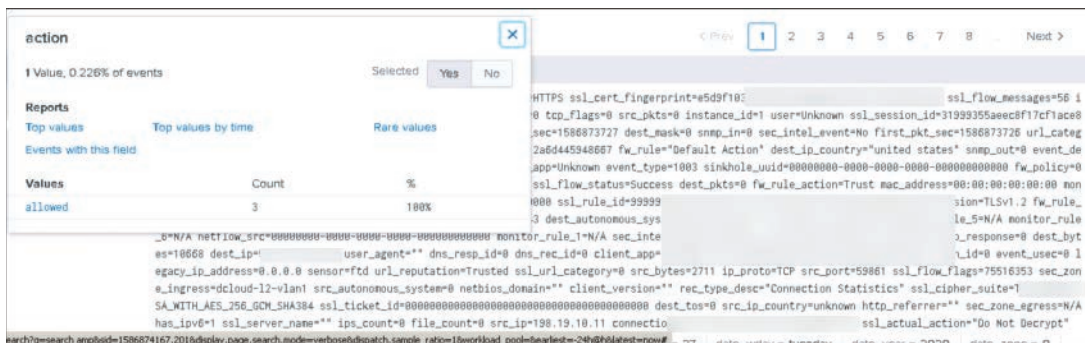 action
1 Value, 0.226% of events
Selected Yes No
Reports
Top values Top values by time Rare values
Events with this field
Values Count %
allowed 3 100%
< Prev 1 2 3 4 5 6 7 8 Next >
HTTPS ssl_cert_fingerprint=e5d9f103 ssl_flow_messages=56 i
0 tcp_flags=0 src_pkts=0 instance_id=1 user=Unknown ssl_session_id=31999355aeec8f17cf1ace8
sec=1586873727 dest_mask=0 snmp_in=0 sec_intel_event=No first_pkt_sec=1586873726 url_categ
2a6d445948667 fw_rule="Default Action" dest_ip_country="united states" snmp_out=0 event_de
app=Unknown event_type=1003 sinkhole_uuid=00000000-0000-0000-0000-000000000000 fw_policy=0
ssl_flow_status=Success dest_pkts=0 fw_rule_action=Trust mac_address=00:00:00:00:00:00 mon
000 ssl_rule_id=99999 sion=TLSv1.2 fw_rule_
3 dest_autonomous_sys le_5=N/A monitor_rule
_6=N/A netflow_src=00000000-0000-0000-0000-000000000000 monitor_rule_1=N/A sec_inte p_response=0 dest_byt
es=10668 dest_ip= user_agent="" dns_resp_id=0 dns_rec_id=0 client_app= n_id=0 event_usec=0 l
egacy_ip_address=0.0.0.0 sensor=ftd url_reputation=Trusted ssl_url_category=0 src_bytes=2711 ip_proto=TCP src_port=59861 ssl_flow_flags=75516353 sec_zon
e_ingress=dcloud-l2-vlan1 src_autonomous_system=0 netbios_domain="" client_version="" rec_type_desc="Connection Statistics" ssl_cipher_suite=T
SA_WITH_AES_256_GCM_SHA384 ssl_ticket_id=0000000000000000000000000000000000000000 dest_tos=0 src_ip_country=unknown http_referrer="" sec_zone_egress=N/A
has_ipv6=1 ssl_server_name="" ips_count=0 file_count=0 src_ip=198.19.10.11 connectio ssl_actual_action="Do Not Decrypt"